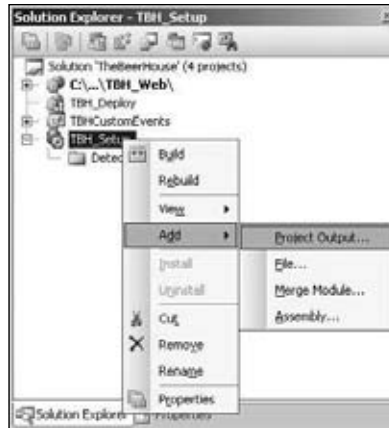 Solution Explorer - TBH_Setup
Solution 'TheBeerHouse' (4 projects)
C:\...\TBH_Web\
TBH_Deploy
TBHCustomEvents
TBH_Setup
Detec
Build
Rebuild
View
Add
Project Output...
Install
File...
Uninstall
Merge Module...
Cut
Assembly...
Remove
Rename
Properties
Solution Explorer
Properties